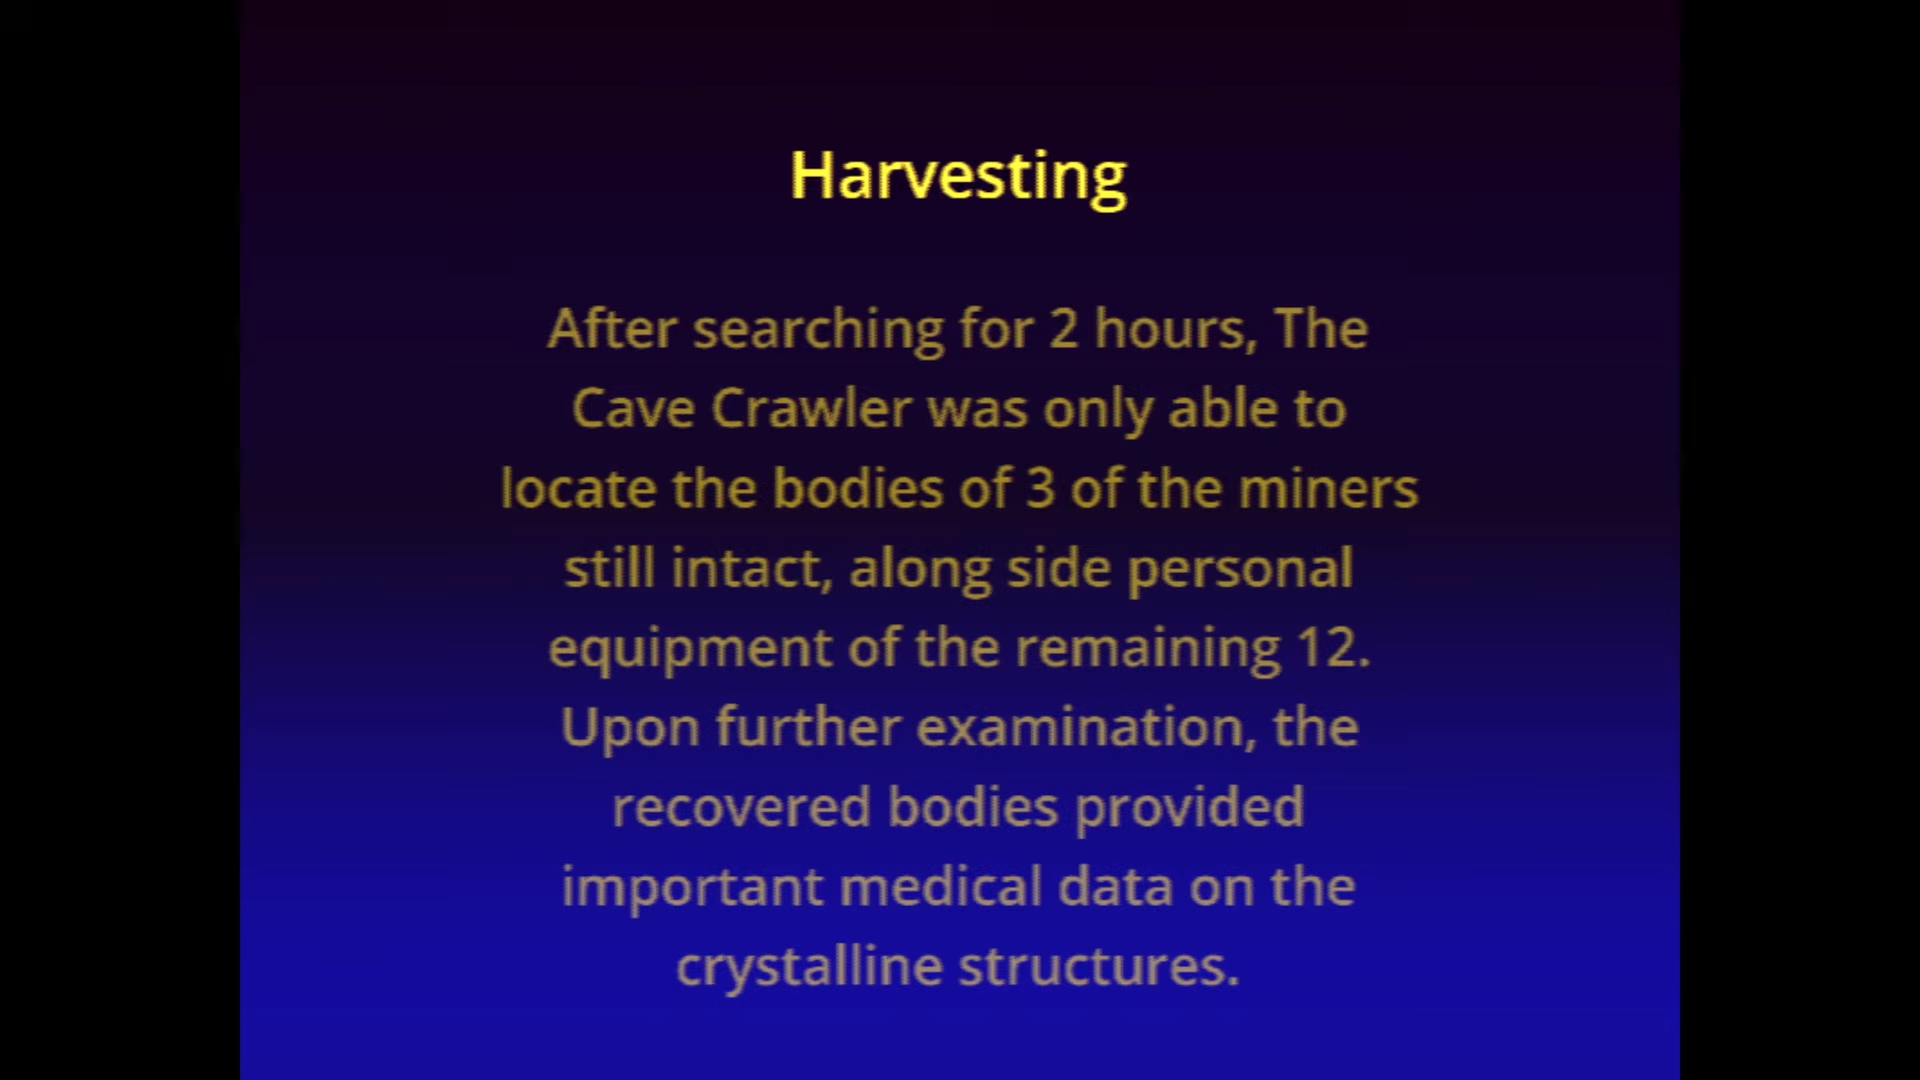 Harvesting
After searching for 2 hours, The
Cave Crawler was only able to
locate the bodies of 3 of the miners
still intact, along side personal
equipment of the remaining 12.
Upon further examination, the
recovered bodies provided
important medical data on the
crystalline structures.